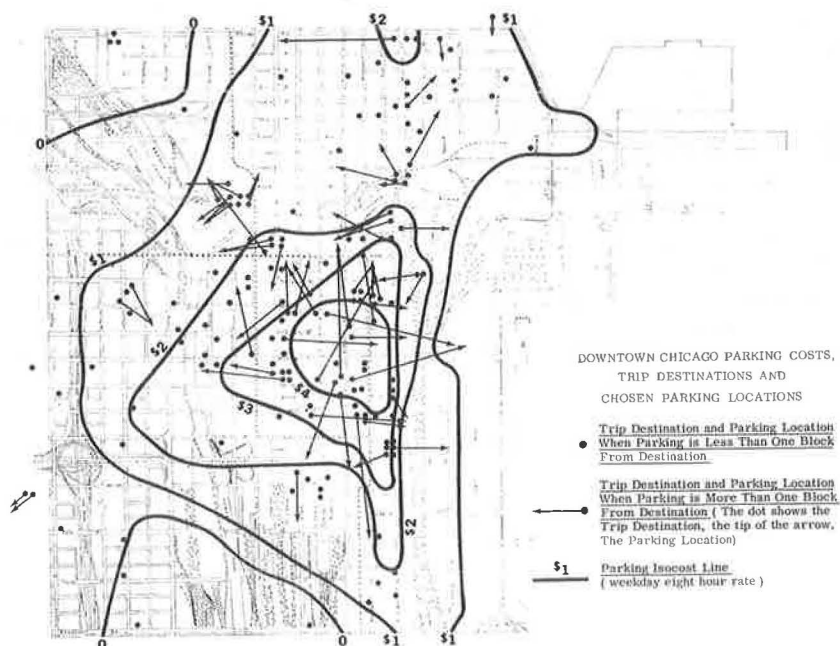 0 $1 $2 $1
0
$1
$2
$3
$4
$2
0 0 $1 $1
DOWNTOWN CHICAGO PARKING COSTS,
TRIP DESTINATIONS AND
CHOSEN PARKING LOCATIONS
Trip Destination and Parking Location
When Parking is Less Than One Block
From Destination
Trip Destination and Parking Location
When Parking is More Than One Block
From Destination ( The dot shows the
Trip Destination, the tip of the arrow,
The Parking Location)
$1 Parking Isocost Line
( weekday eight hour rate )